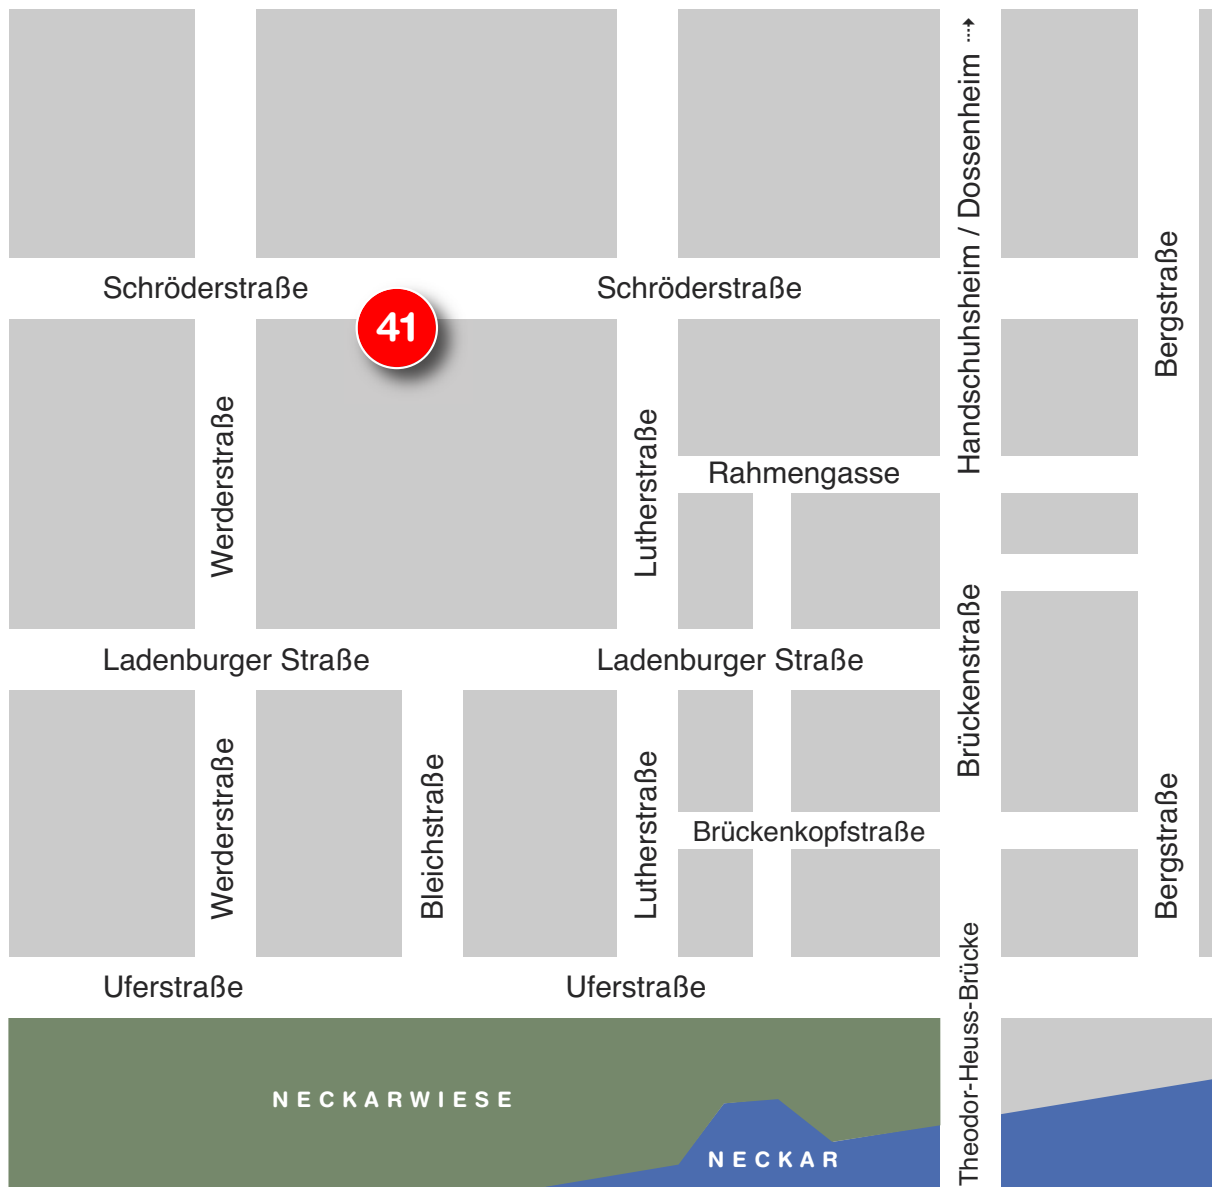 Handschuhsheim / Dossenheim ⇢
Bergstraße
Schröderstraße
Schröderstraße
41
Werderstraße
Lutherstraße
Rahmengasse
Brückenstraße
Ladenburger Straße
Ladenburger Straße
Werderstraße
Bleichstraße
Lutherstraße
Brückenkopfstraße
Bergstraße
Uferstraße
Uferstraße
Theodor-Heuss-Brücke
NECKARWIESE
NECKAR